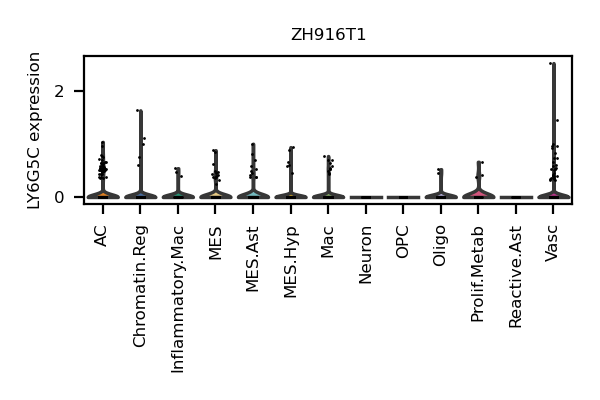 ZH916T1
LY6G5C expression
2
0
AC
Chromatin.Reg
Inflammatory.Mac
MES
MES.Ast
MES.Hyp
Mac
Neuron
OPC
Oligo
Prolif.Metab
Reactive.Ast
Vasc